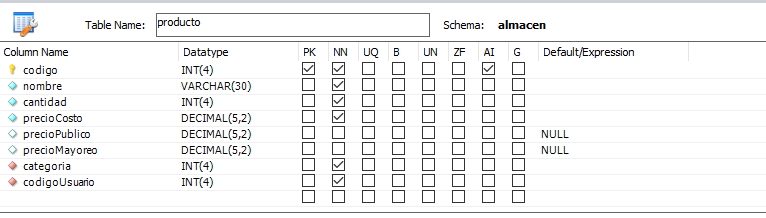 Table Name: producto Schema: almacen
Column Name Datatype PK NN UQ B UN ZF AI G Default/Expression
codigo INT(4)
nombre VARCHAR(30)
cantidad INT(4)
precioCosto DECIMAL(5,2)
precioPublico DECIMAL(5,2) NULL
precioMayoreo DECIMAL(5,2) NULL
categoria INT(4)
codigoUsuario INT(4)